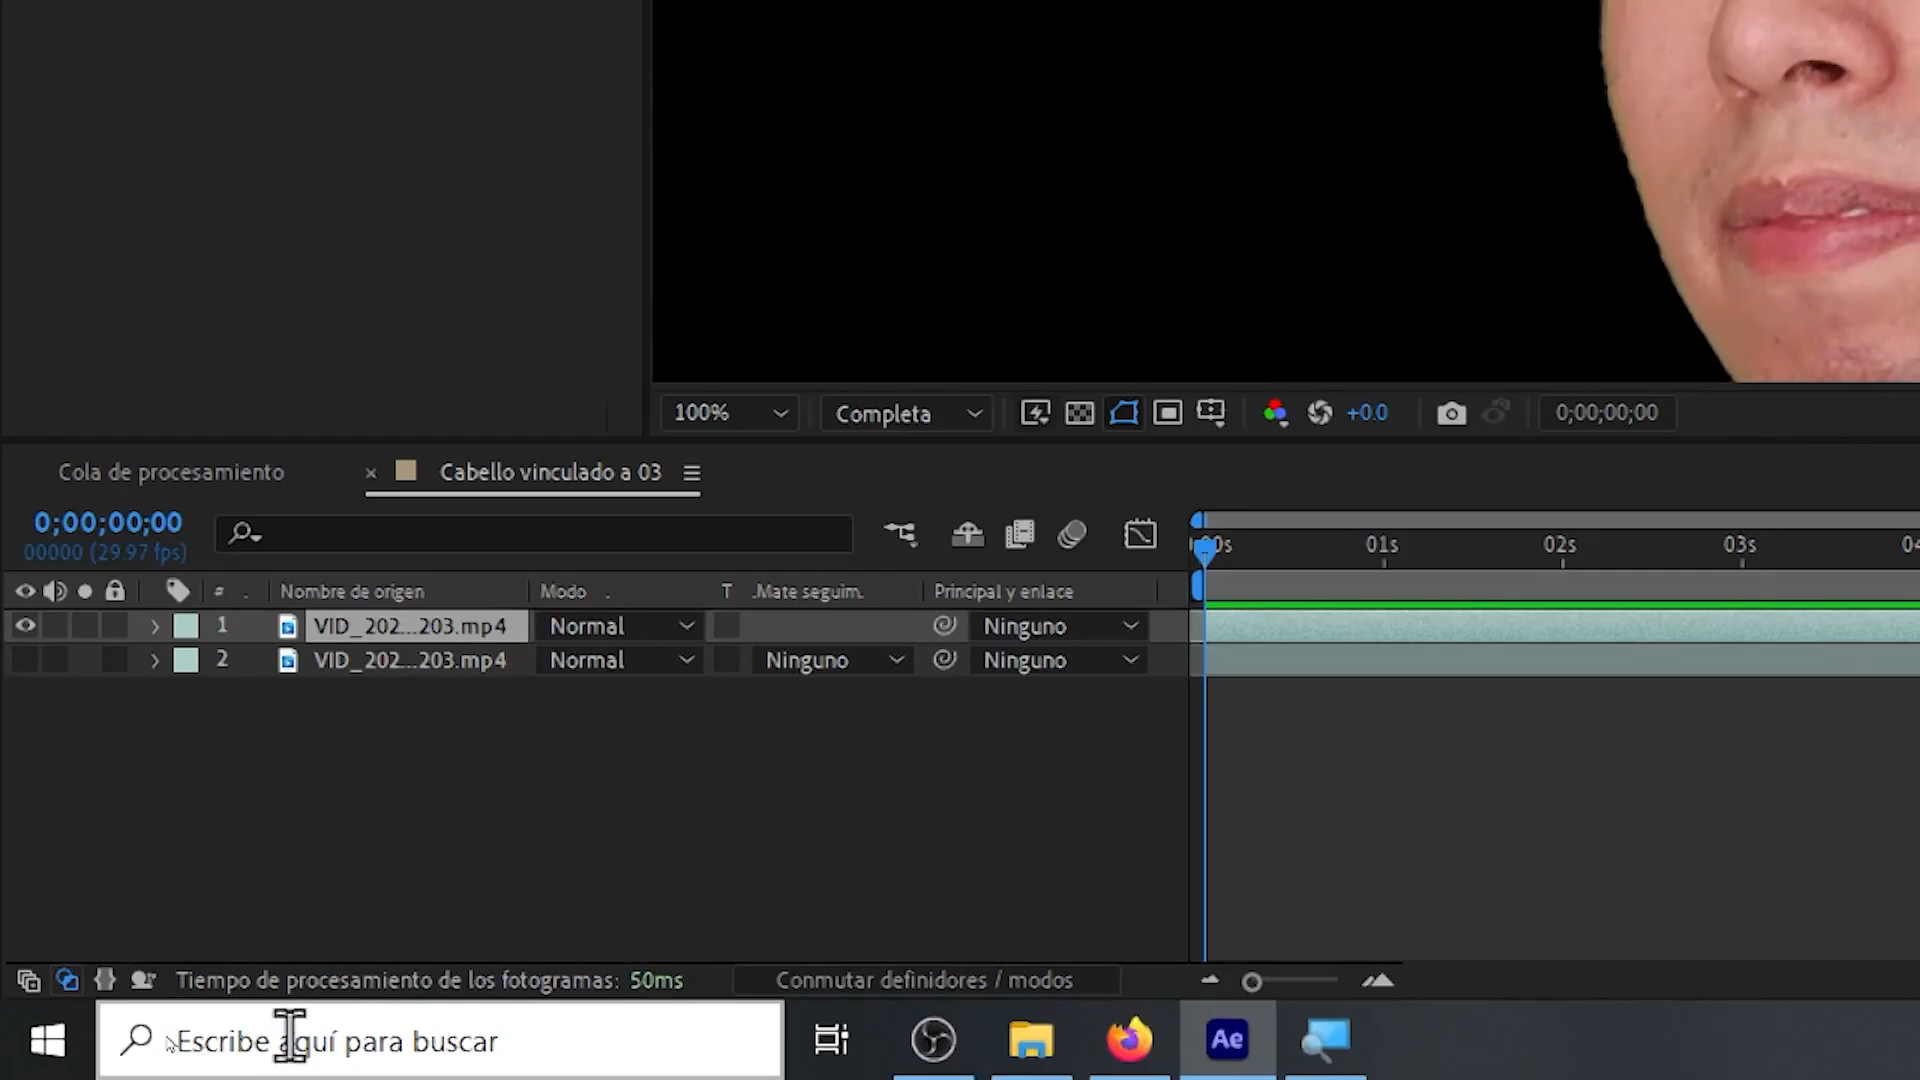 100% Completa +0.0 0;00;00;00
Cola de procesamiento × Cabello vinculado a 03
0;00;00;00
00000 (29.97 fps)
00s 01s 02s 03s 04
# . Nombre de origen Modo . T .Mate seguim. Principal y enlace
1 VID_202...203.mp4 Normal Ninguno
2 VID_202...203.mp4 Normal Ninguno Ninguno
Tiempo de procesamiento de los fotogramas: 50ms Conmutar definidores / modos
Escribe aquí para buscar Ae